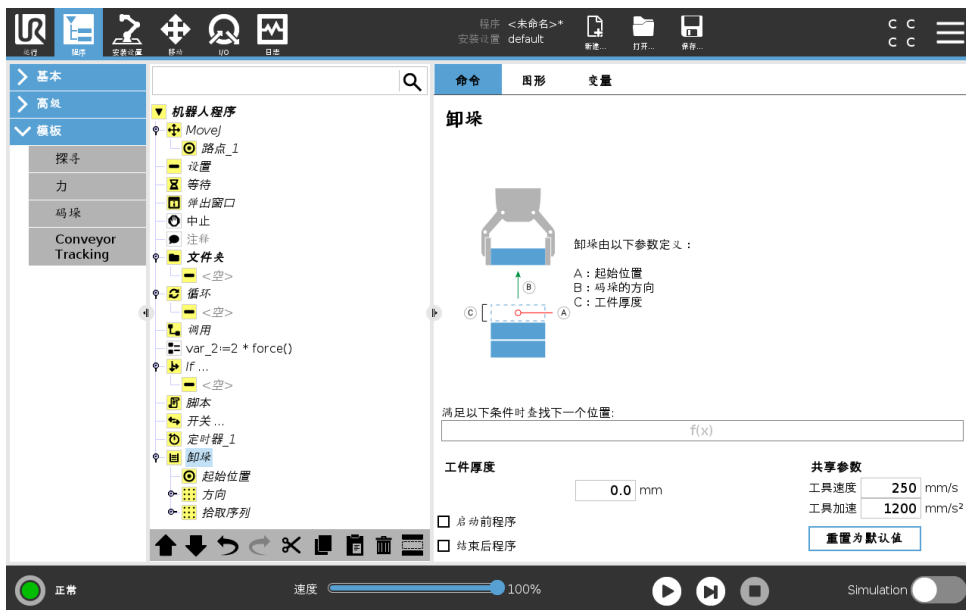 UR
运行
程序
安装设置
移动
I/O
日志
程序 <未命名>*
安装设置 default
新建...
打开...
保存...
C C
C C
基本
高级
模板
探寻
力
码垛
Conveyor
Tracking
机器人程序
MoveJ
路点_1
设置
等待
弹出窗口
中止
注释
文件夹
<空>
循环
<空>
调用
var_2≔2 * force()
If ...
<空>
脚本
开关 ...
定时器_1
卸垛
起始位置
方向
拾取序列
命令
图形
变量
卸垛
卸垛由以下参数定义：
A：起始位置
B：码垛的方向
C：工件厚度
B
C
A
满足以下条件时查找下一个位置:
f(x)
工件厚度
0.0 mm
启动前程序
结束后程序
共享参数
工具速度 250 mm/s
工具加速 1200 mm/s²
重置为默认值
正常
速度
100%
Simulation